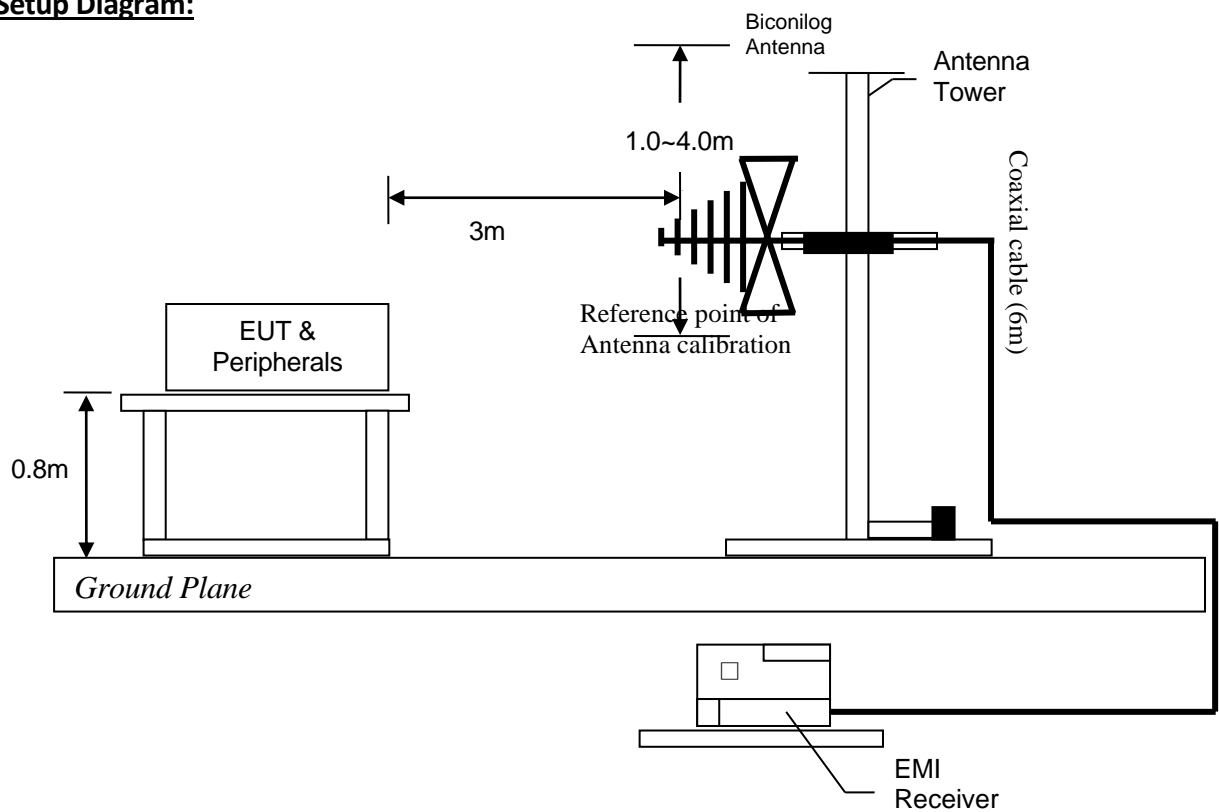 Setup Diagram:
Biconilog
Antenna
Antenna
Tower
1.0~4.0m
3m
Coaxial cable (6m)
Reference point of
Antenna calibration
EUT &
Peripherals
0.8m
Ground Plane
EMI
Receiver